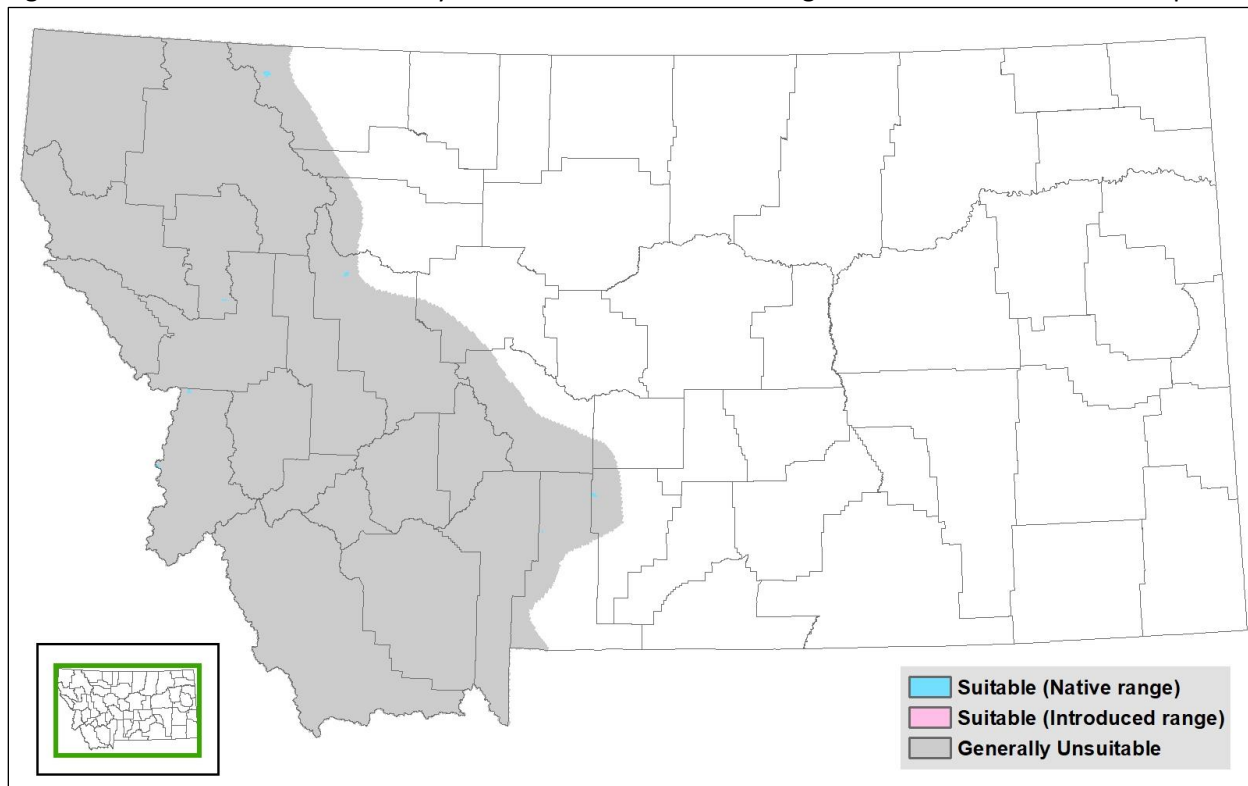 Suitable (Native range)
Suitable (Introduced range)
Generally Unsuitable